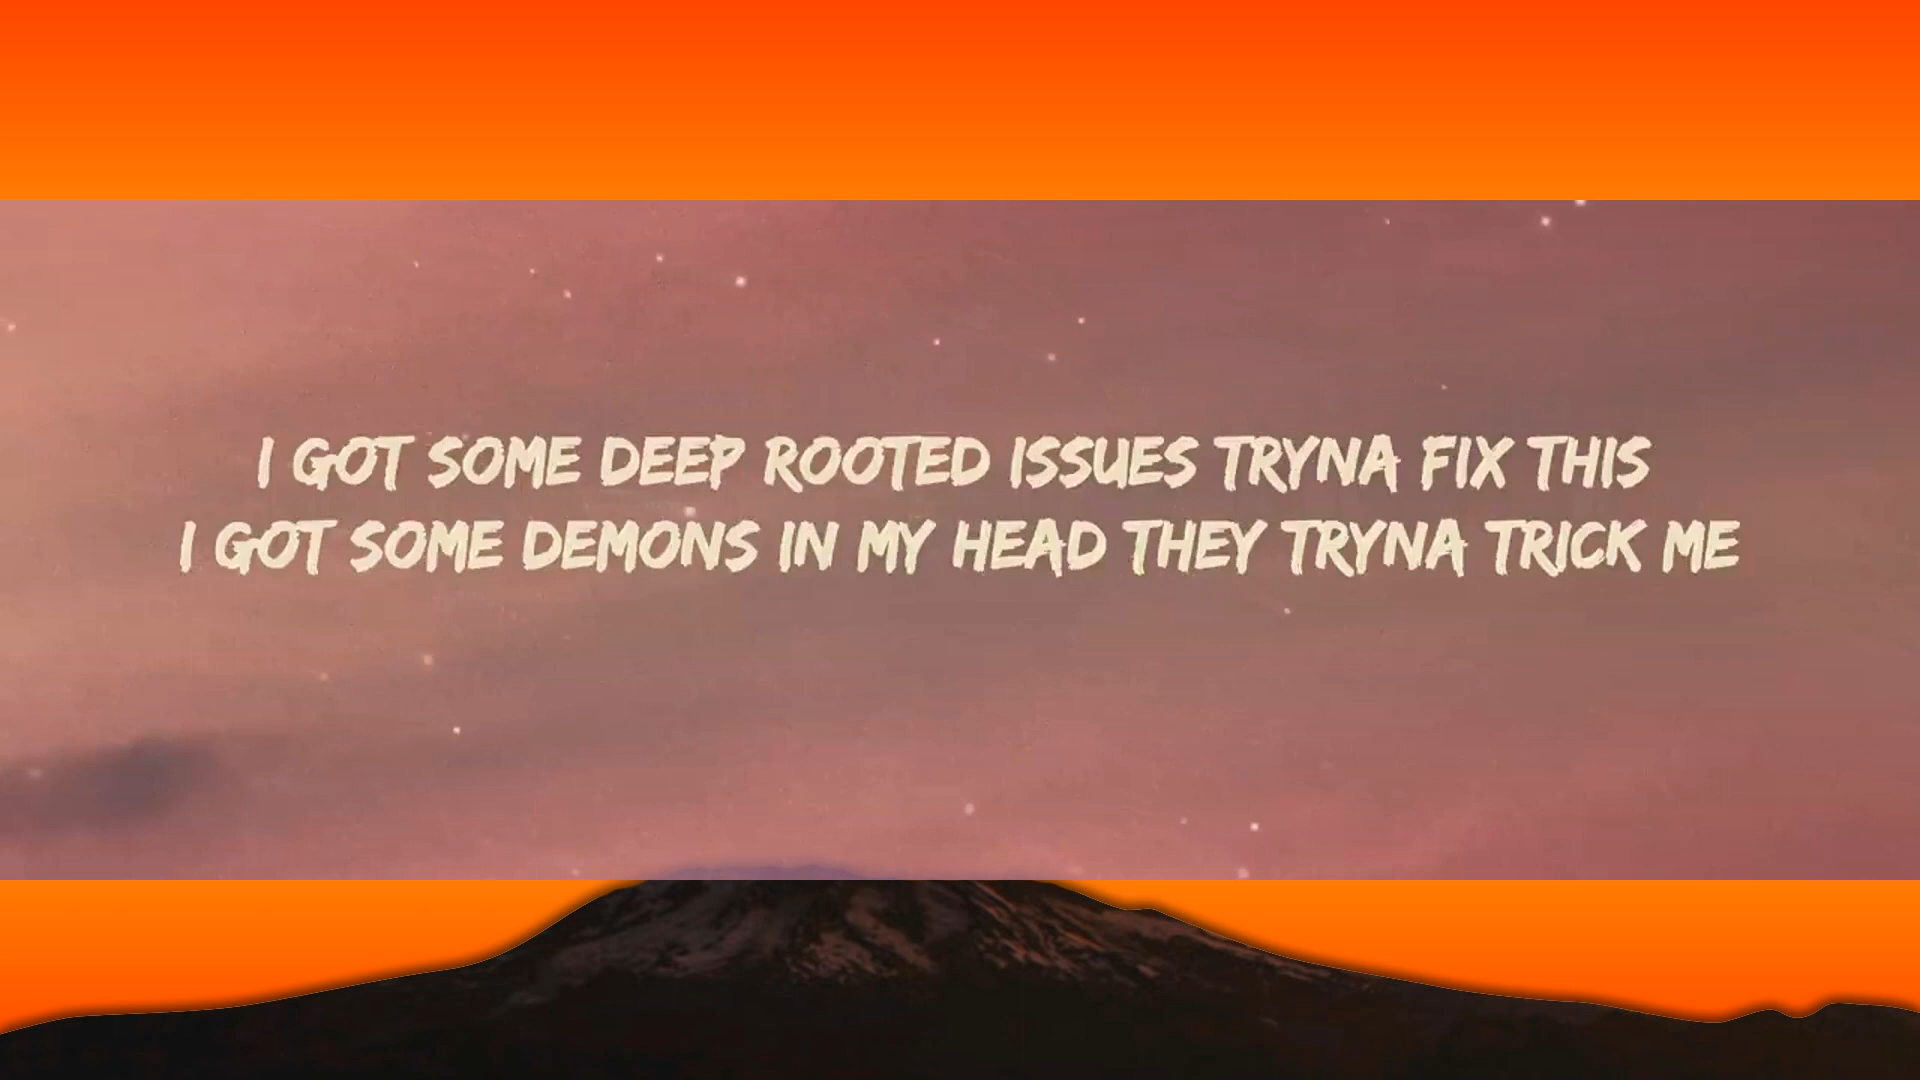 I GOT SOME DEEP ROOTED ISSUES TRYNA FIX THIS
I GOT SOME DEMONS IN MY HEAD THEY TRYNA TRICK ME